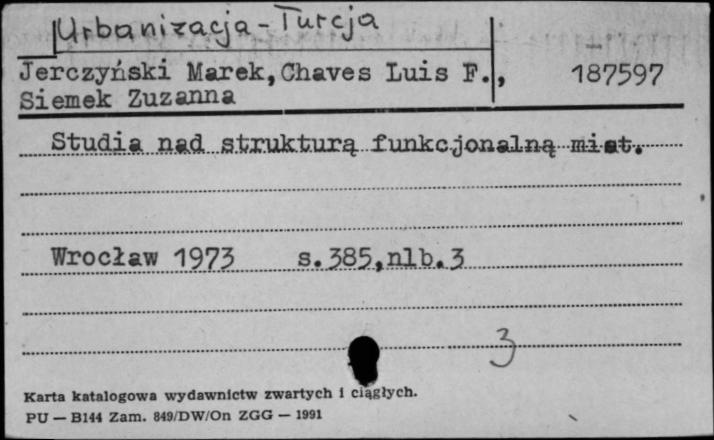 Urbanizacja - Turcja
Jerczyński Marek, Chaves Luis F., 187597
Siemek Zuzanna
Studia nad strukturą funkcjonalną miast.
Wrocław 1973 s.385,nlb.3
3
Karta katalogowa wydawnictw zwartych i ciągłych.
PU — B144 Zam. 849/DW/On ZGG — 1991